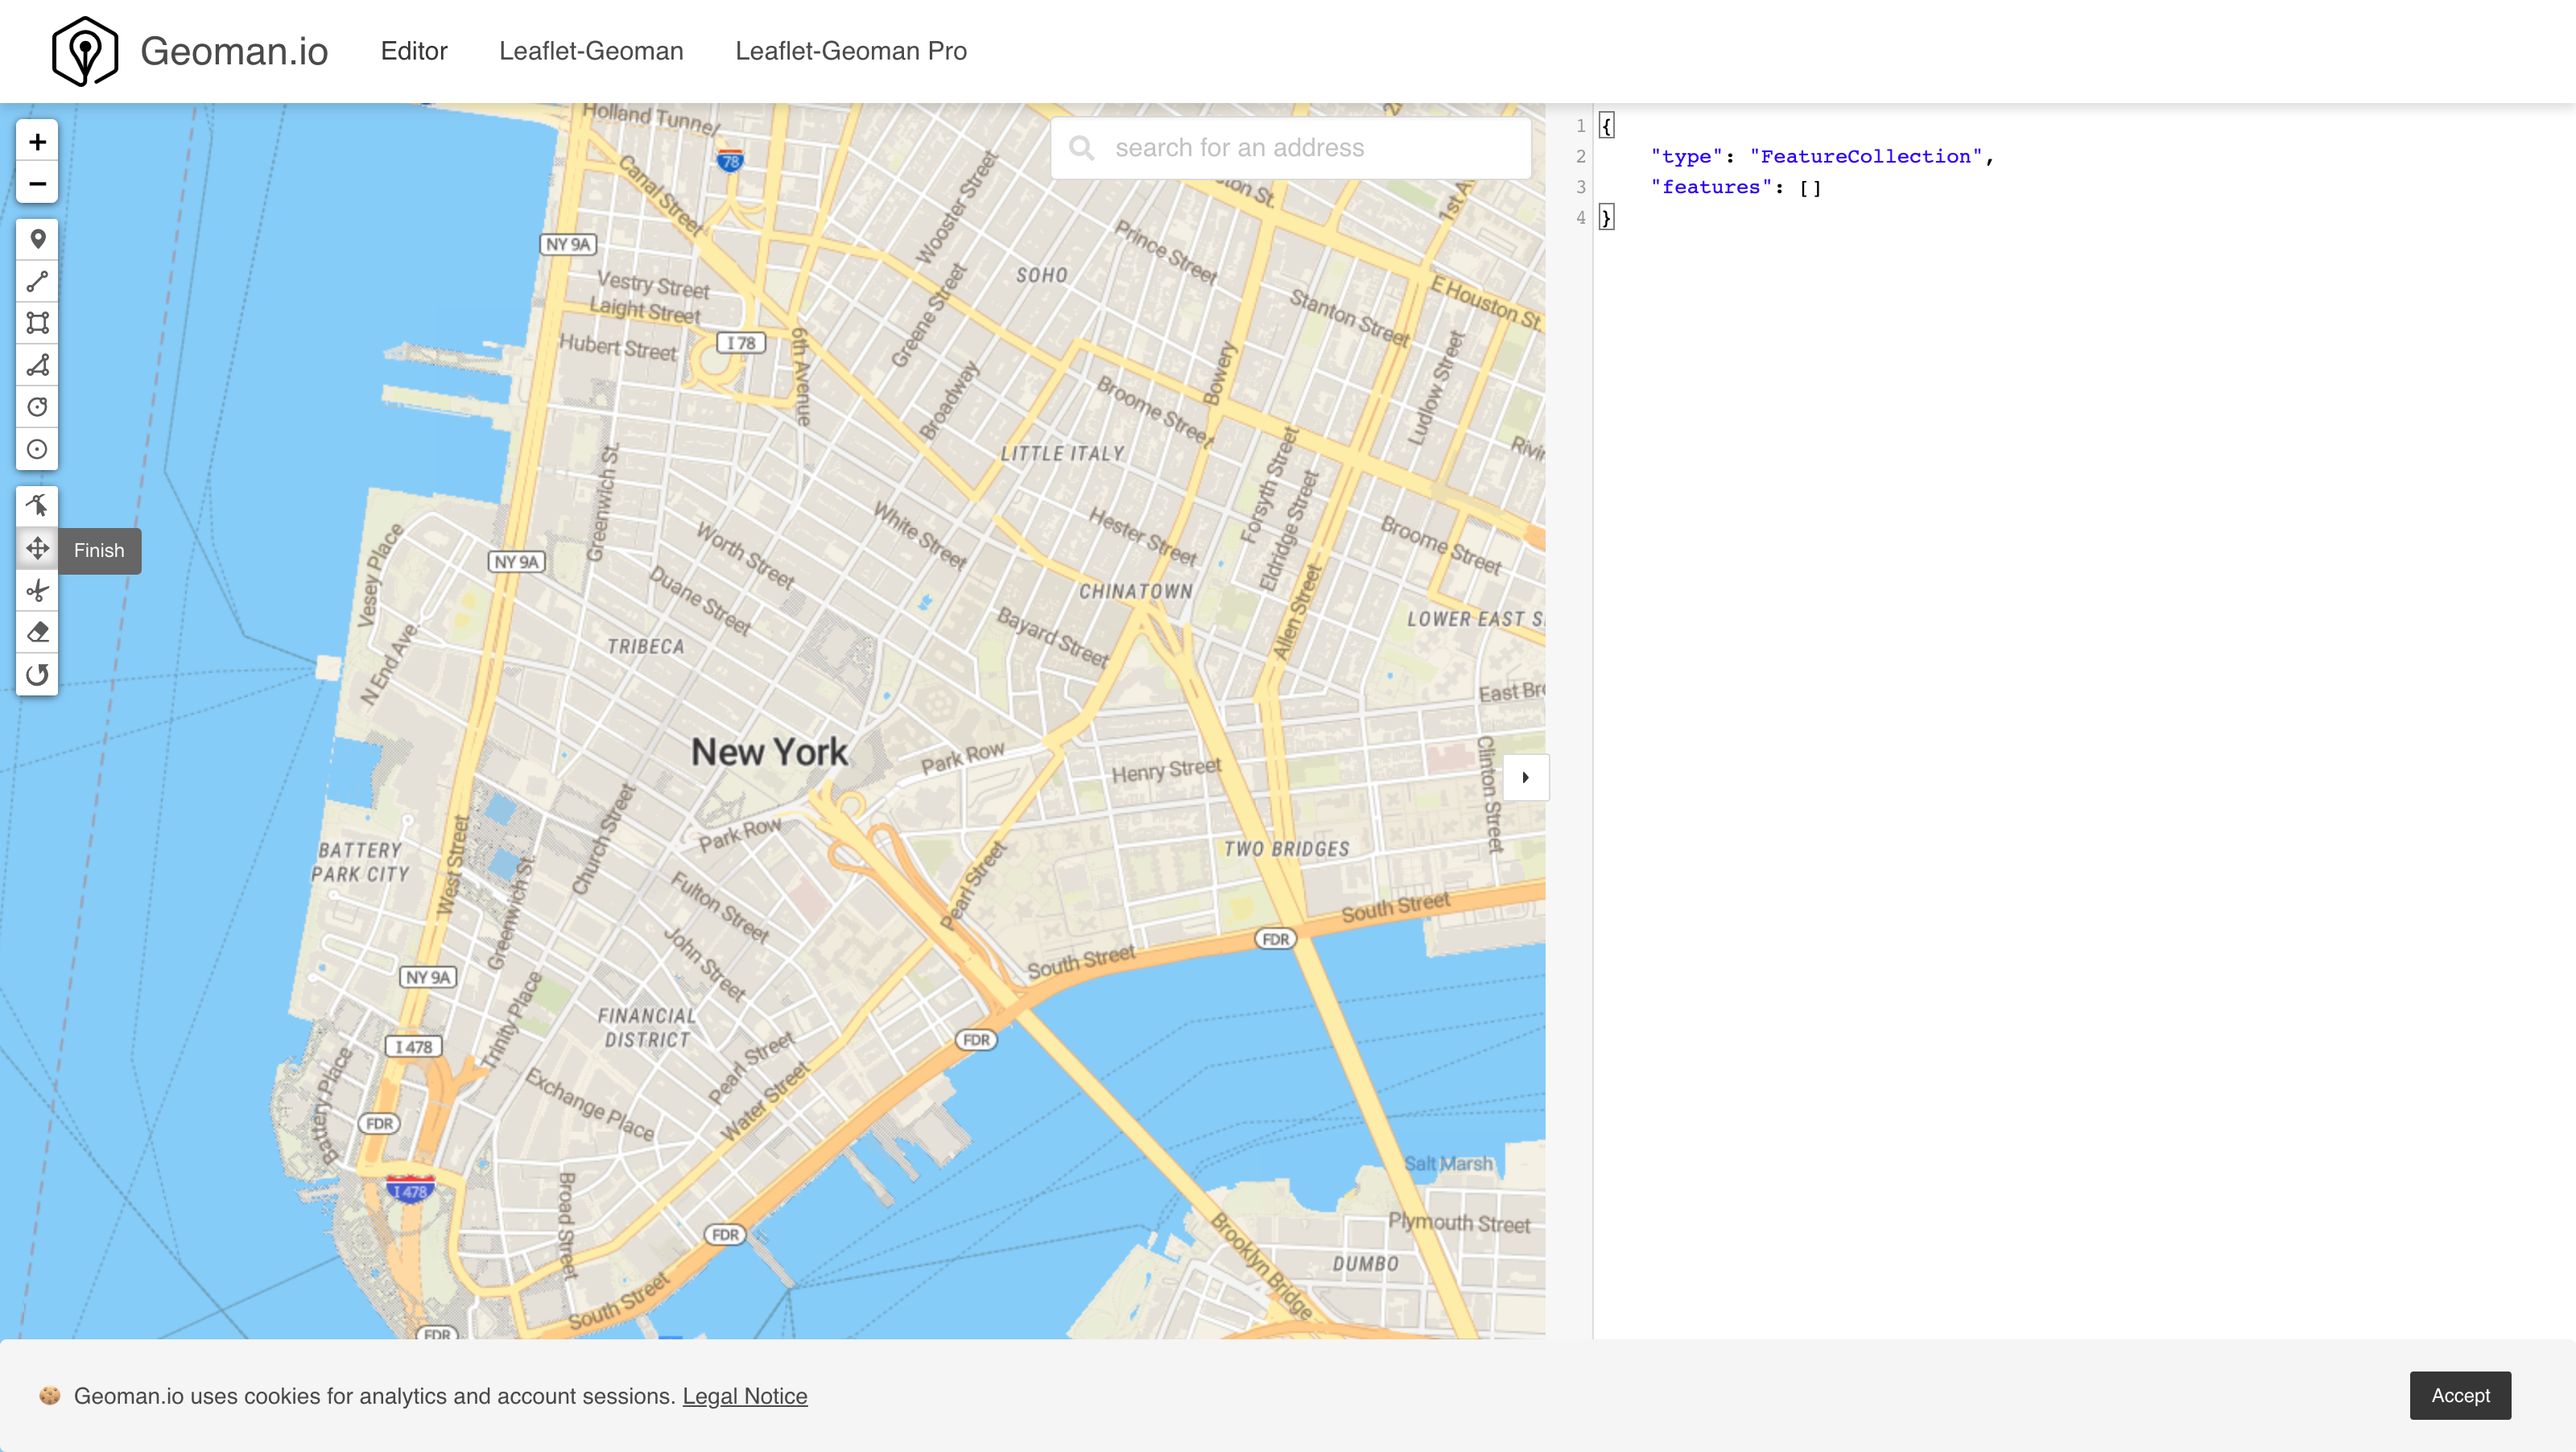 Geoman.io
Editor
Leaflet-Geoman
Leaflet-Geoman Pro
+
−
Finish
search for an address
Holland Tunnel
78
Canal Street
Wooster Street
NY 9A
SOHO
Prince Street
1st A
Vestry Street
Laight Street
Greene Street
Stanton Street
E Houston St.
Hubert Street
I 78
6th Avenue
Bowery
Ludlow Street
Broadway
Broome Street
LITTLE ITALY
Greenwich St.
Forsyth Street
Eldridge Street
White Street
Hester Street
Worth Street
Broome Street
Vesey Place
NY 9A
Duane Street
CHINATOWN
Allen Street
LOWER EAST S
Bayard Street
N End Ave.
TRIBECA
East Br
New York
Park Row
Henry Street
Clinton Street
Church Street
Park Row
BATTERY
PARK CITY
West Street
TWO BRIDGES
Greenwich St.
Fulton Street
Pearl Street
South Street
John Street
FDR
South Street
NY 9A
Trinity Place
FINANCIAL
DISTRICT
FDR
I 478
Pearl Street
Battery Place
Exchange Place
Water Street
FDR
I 478
Salt Marsh
Broad Street
FDR
Plymouth Street
Brooklyn Bridge
DUMBO
South Street
FDR
1 {
2 "type": "FeatureCollection",
3 "features": []
4 }
Geoman.io uses cookies for analytics and account sessions. Legal Notice
Accept